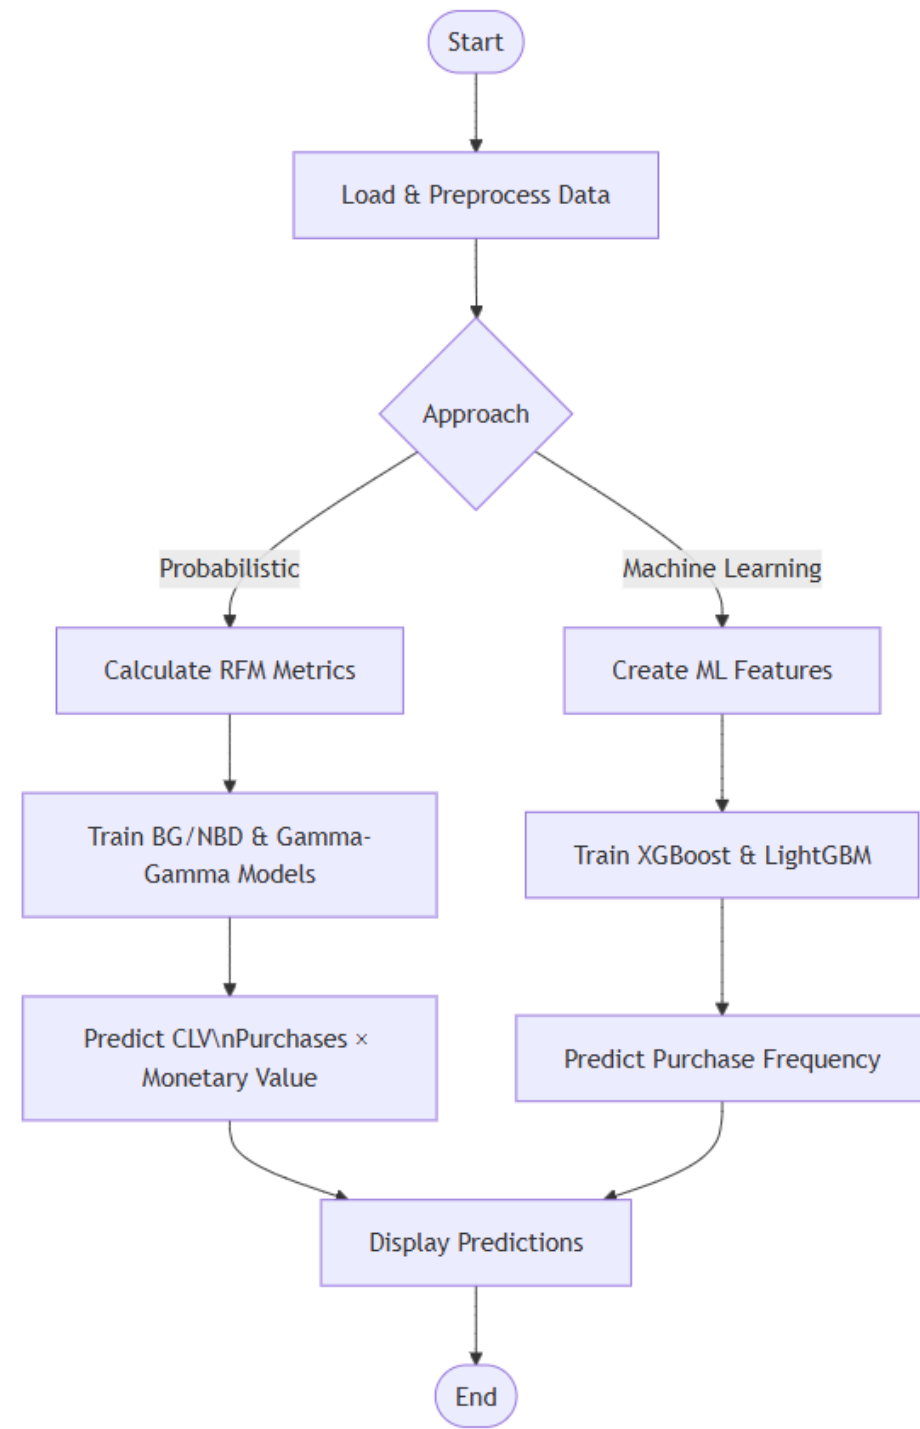 Start
Load & Preprocess Data
Approach
Probabilistic
Machine Learning
Calculate RFM Metrics
Create ML Features
Train BG/NBD & Gamma-
Gamma Models
Train XGBoost & LightGBM
Predict CLV\nPurchases ×
Monetary Value
Predict Purchase Frequency
Display Predictions
End